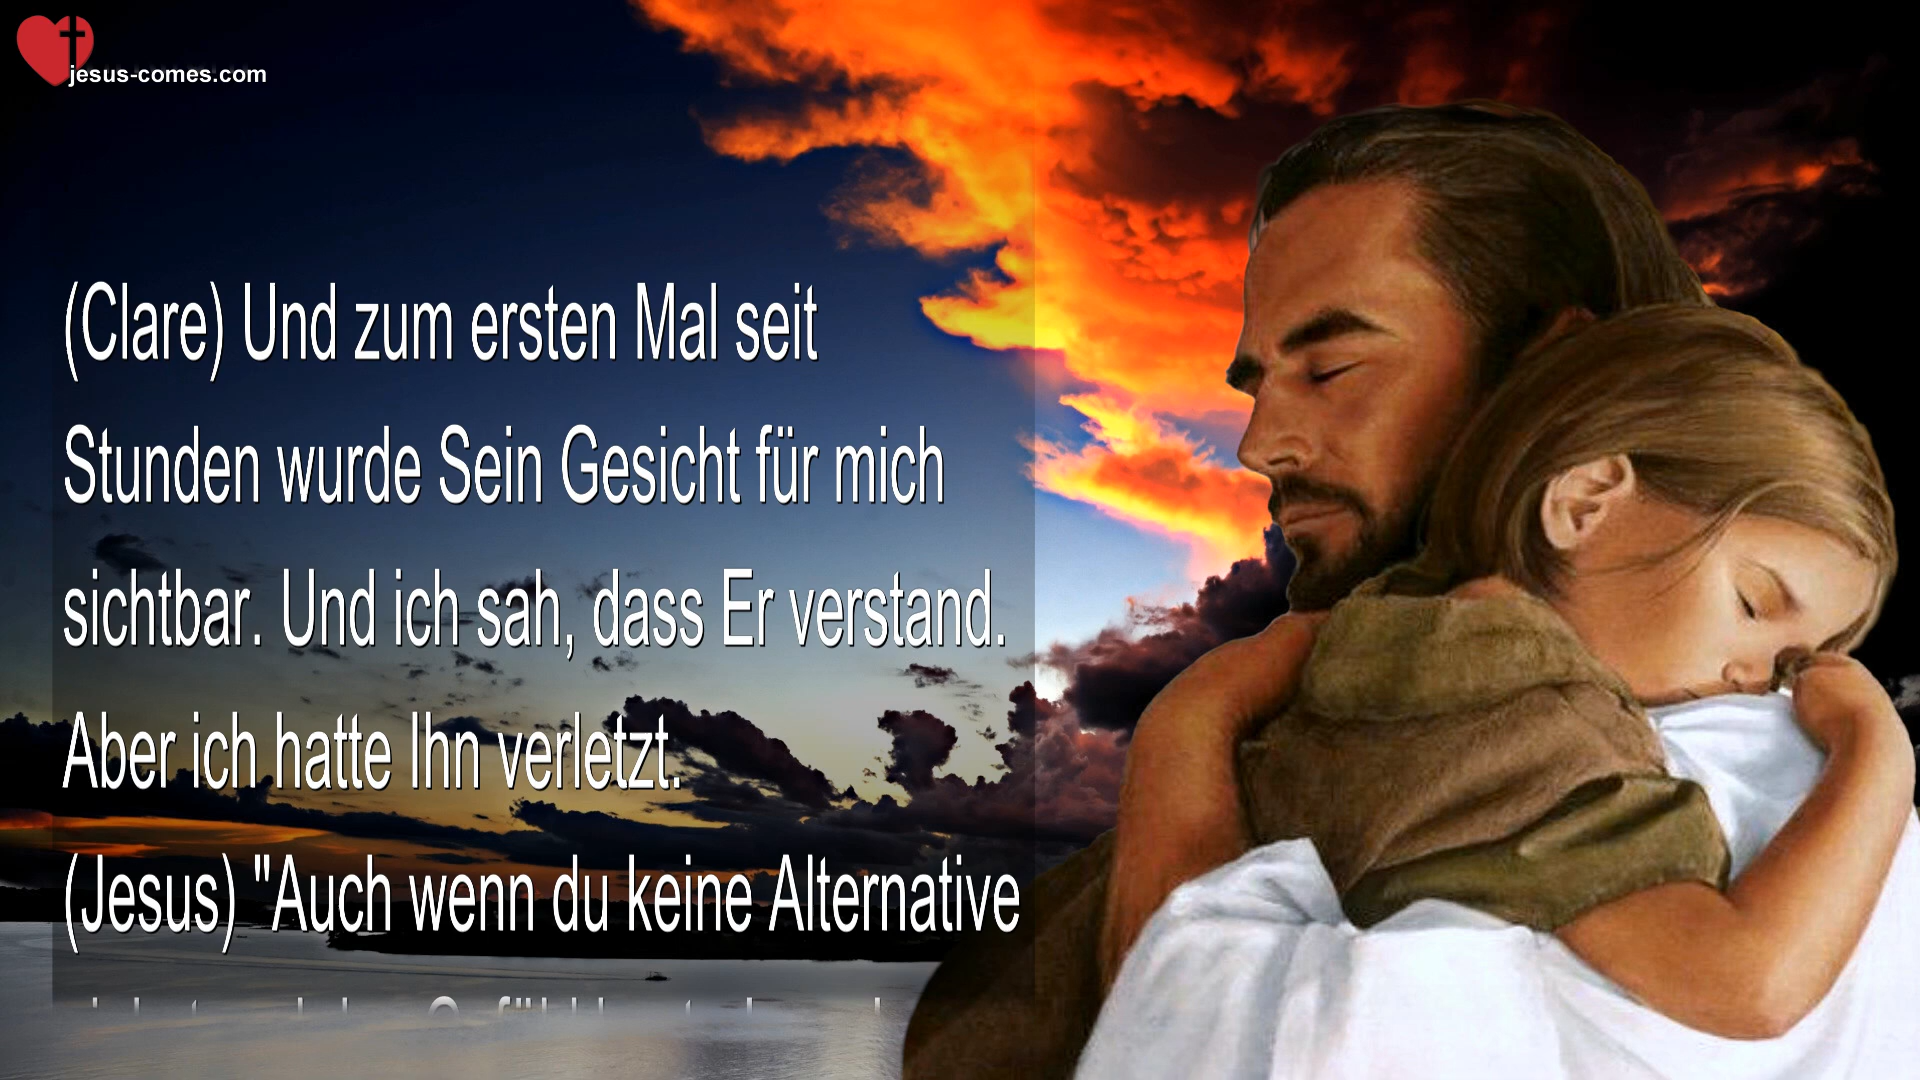 jesus-comes.com
(Clare) Und zum ersten Mal seit
Stunden wurde Sein Gesicht für mich
sichtbar. Und ich sah, dass Er verstand.
Aber ich hatte Ihn verletzt.
(Jesus) "Auch wenn du keine Alternative